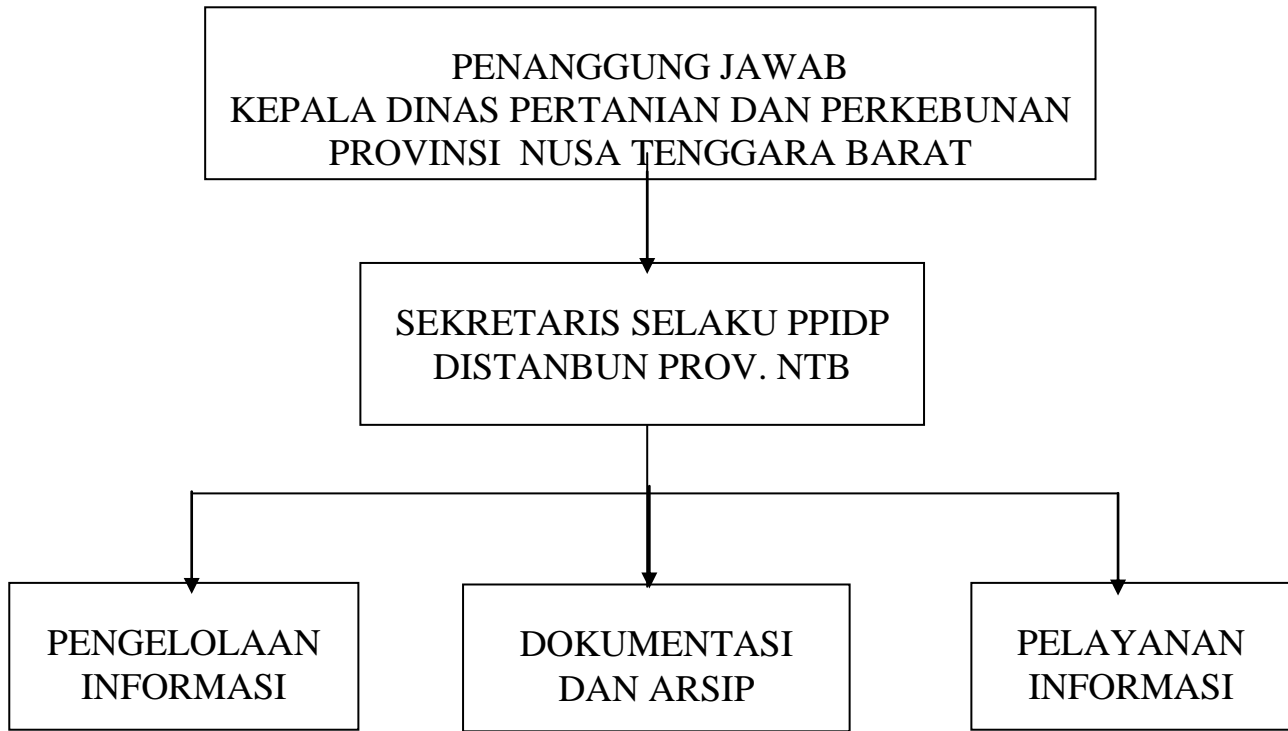 PENANGGUNG JAWAB
KEPALA DINAS PERTANIAN DAN PERKEBUNAN
PROVINSI NUSA TENGGARA BARAT
SEKRETARIS SELAKU PPIDP
DISTANBUN PROV. NTB
PENGELOLAAN
INFORMASI
DOKUMENTASI
DAN ARSIP
PELAYANAN
INFORMASI